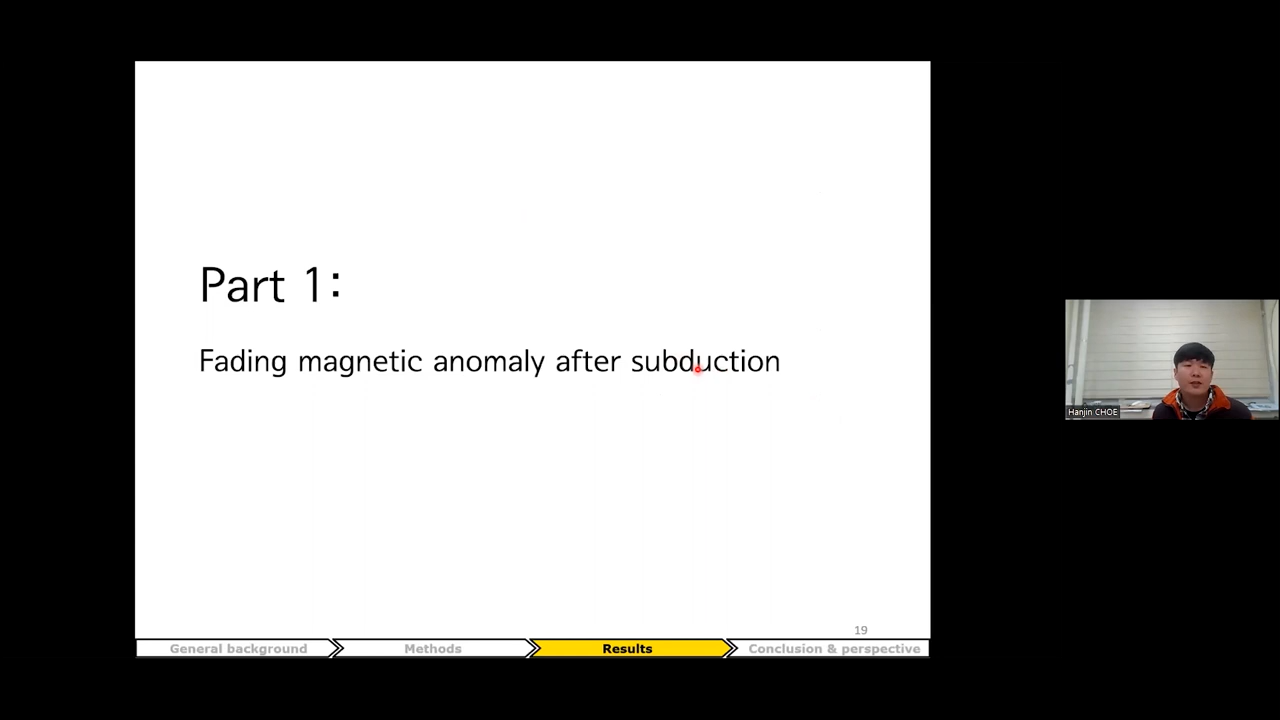 Part 1:
Fading magnetic anomaly after subduction
Hanjin CHOE
19
General background
Methods
Results
Conclusion & perspective